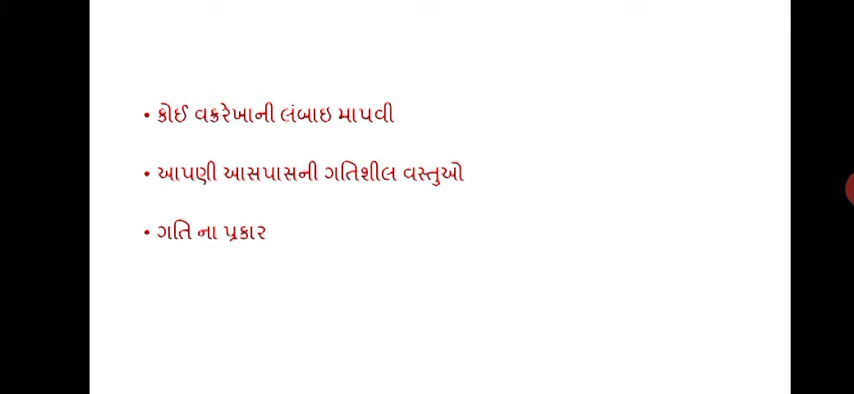 • કોઈ વક્રરેખાની લંબાઇ માપવી
• આપણી આસપાસની ગતિશીલ વસ્તુઓ
• ગતિ ના પ્રકાર